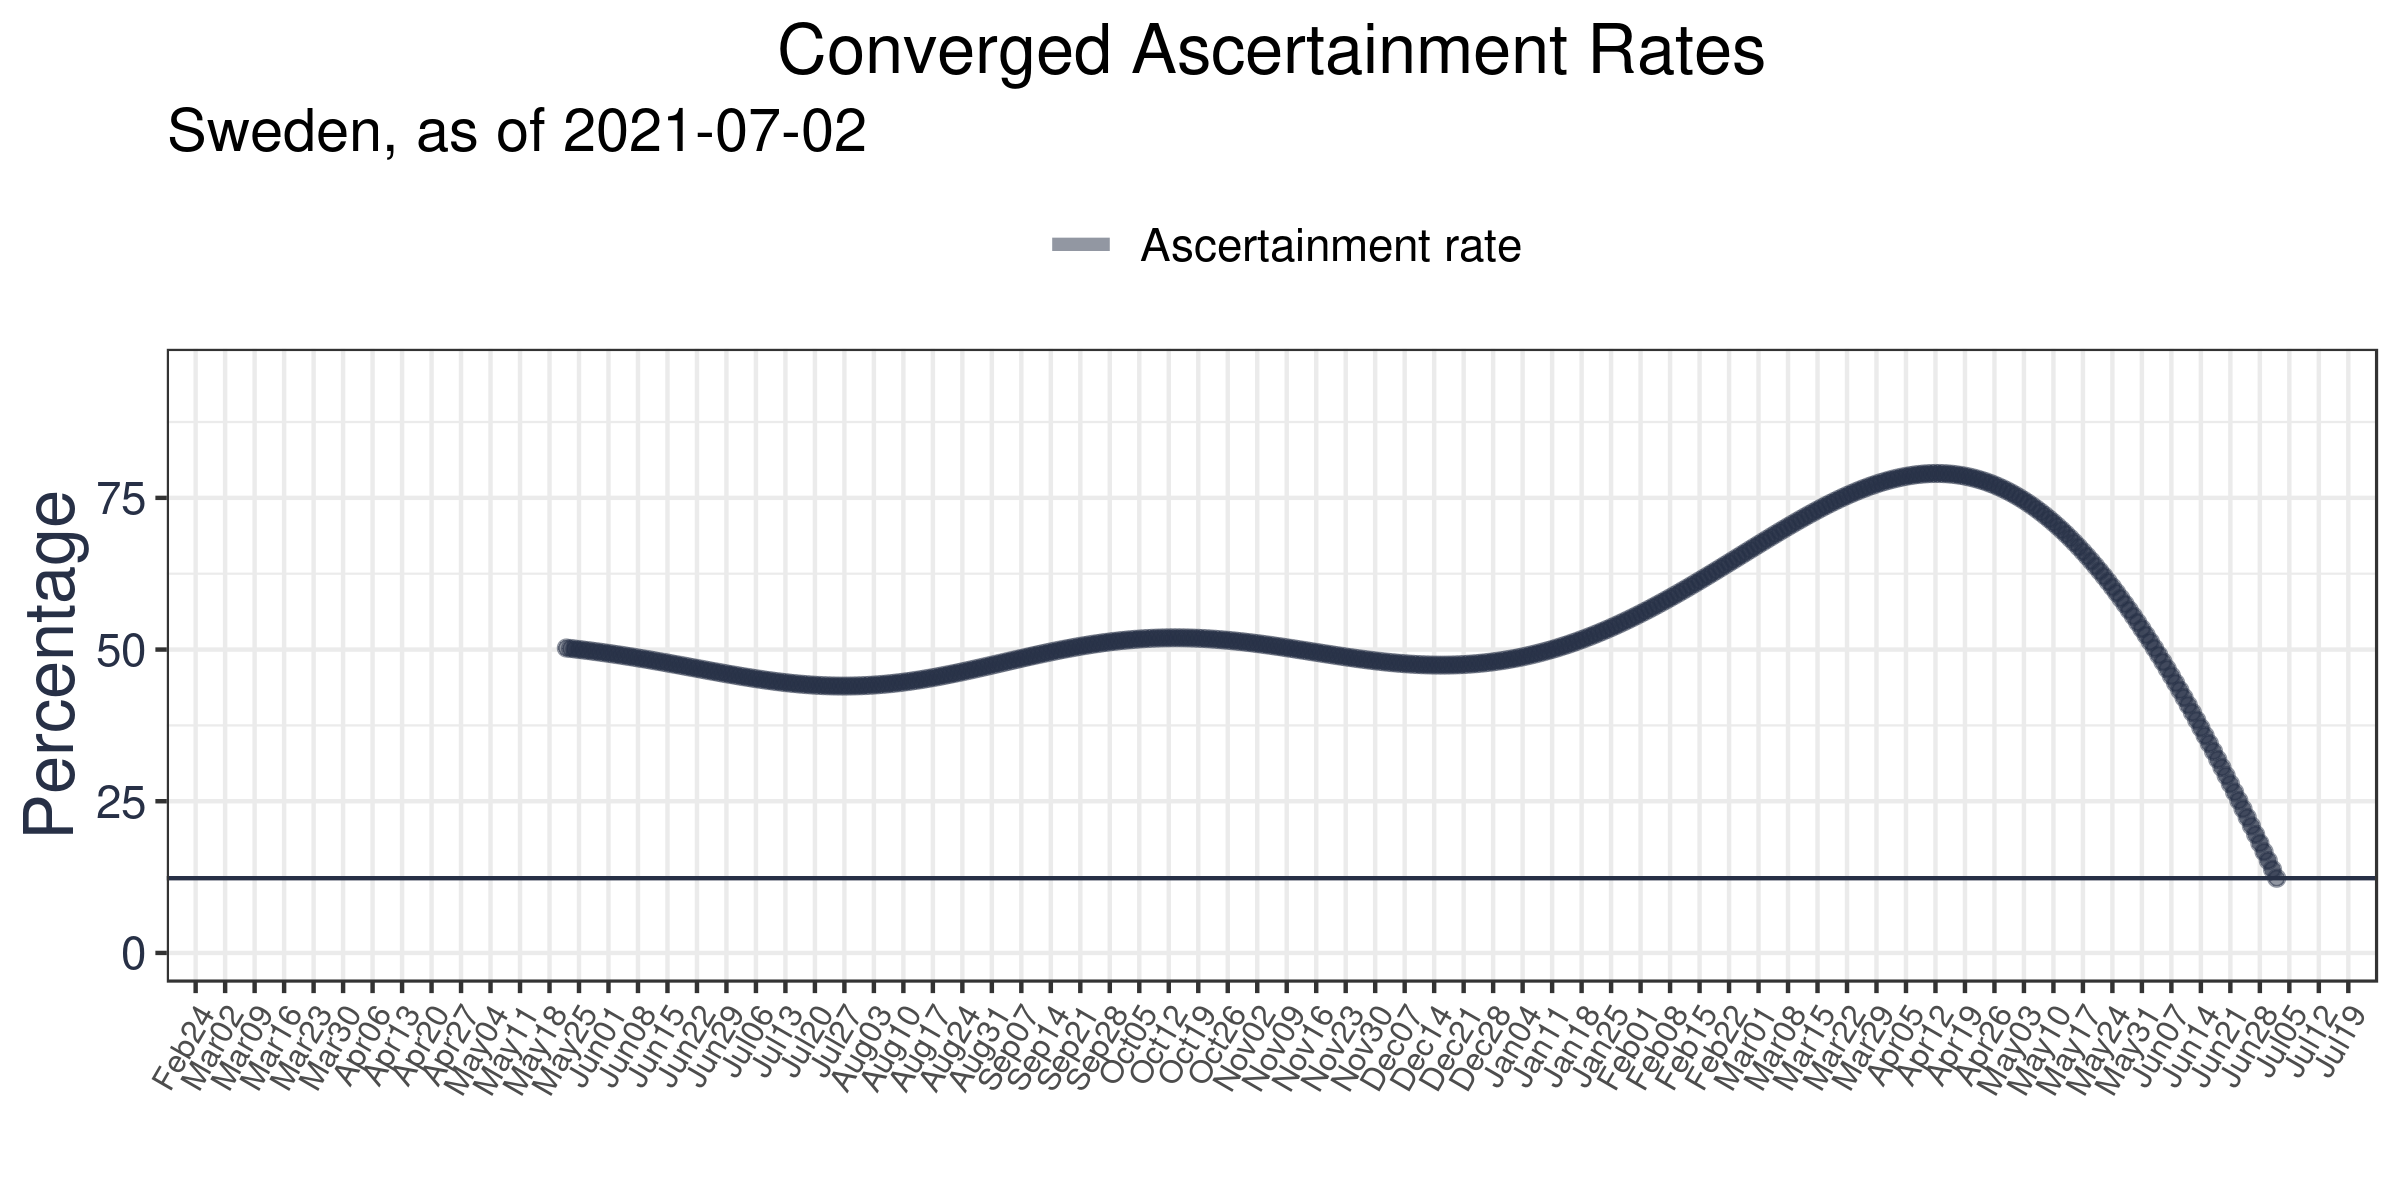 Converged Ascertainment Rates
Sweden, as of 2021-07-02
Ascertainment rate
Percentage
75
50
25
0
Feb24 Mar02 Mar09 Mar16 Mar23 Mar30 Apr06 Apr13 Apr20 Apr27 May04 May11 May18 May25 Jun01 Jun08 Jun15 Jun22 Jun29 Jul06 Jul13 Jul20 Jul27 Aug03 Aug10 Aug17 Aug24 Aug31 Sep07 Sep14 Sep21 Sep28 Oct05 Oct12 Oct19 Oct26 Nov02 Nov09 Nov16 Nov23 Nov30 Dec07 Dec14 Dec21 Dec28 Jan04 Jan11 Jan18 Jan25 Feb01 Feb08 Feb15 Feb22 Mar01 Mar08 Mar15 Mar22 Mar29 Apr05 Apr12 Apr19 Apr26 May03 May10 May17 May24 May31 Jun07 Jun14 Jun21 Jun28 Jul05 Jul12 Jul19